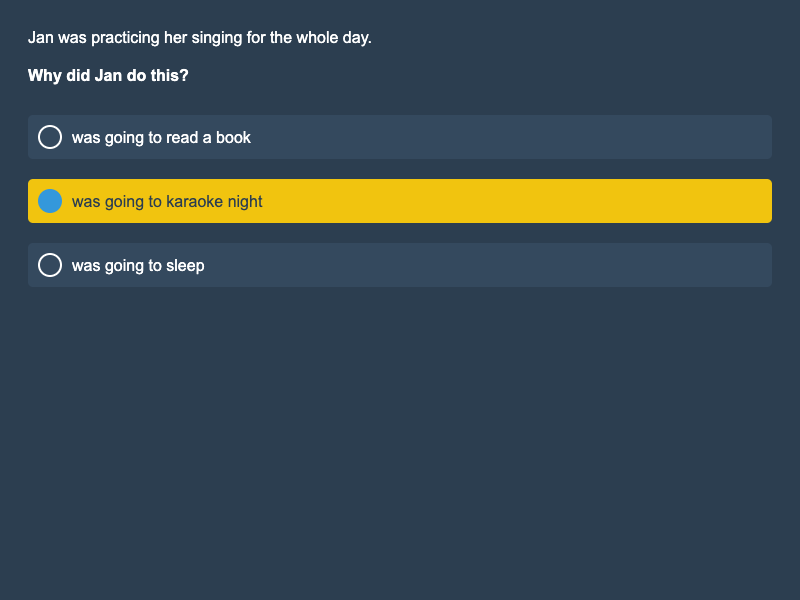 Jan was practicing her singing for the whole day.
Why did Jan do this?
was going to read a book
was going to karaoke night
was going to sleep